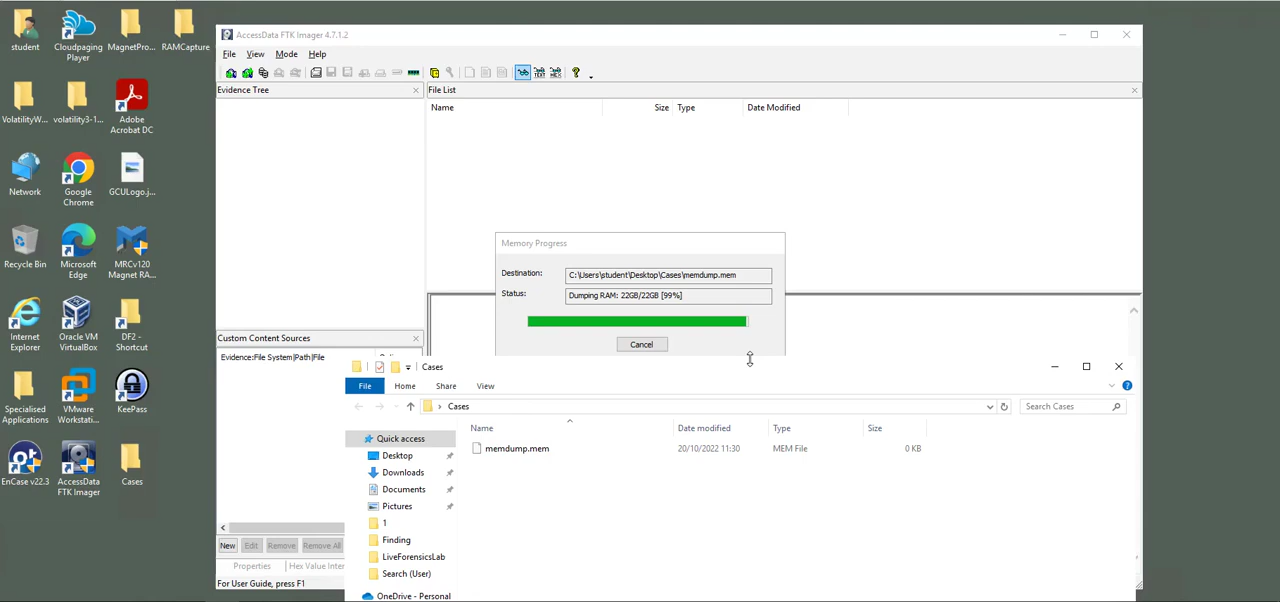 student
Cloudpaging
Player
MagnetPro...
RAMCapture
VolatilityW...
volatility3-1...
Adobe
Acrobat DC
Network
Google
Chrome
GCULogo.j...
Recycle Bin
Microsoft
Edge
MRCv120
Magnet RA...
Internet
Explorer
Oracle VM
VirtualBox
DF2 -
Shortcut
Specialised
Applications
VMware
Workstati...
KeePass
EnCase v22.3
AccessData
FTK Imager
Cases
AccessData FTK Imager 4.7.1.2
File View Mode Help
Evidence Tree
File List
Name Size Type Date Modified
Memory Progress
Destination: C:\Users\student\Desktop\Cases\memdump.mem
Status: Dumping RAM: 22GB/22GB [99%]
Cancel
Custom Content Sources
Evidence:File System|Path|File
New Edit Remove Remove All
Properties Hex Value Inter
For User Guide, press F1
Cases
File Home Share View
Cases
Search Cases
Name Date modified Type Size
memdump.mem 20/10/2022 11:30 MEM File 0 KB
Quick access
Desktop
Downloads
Documents
Pictures
1
Finding
LiveForensicsLab
Search (User)
OneDrive - Personal